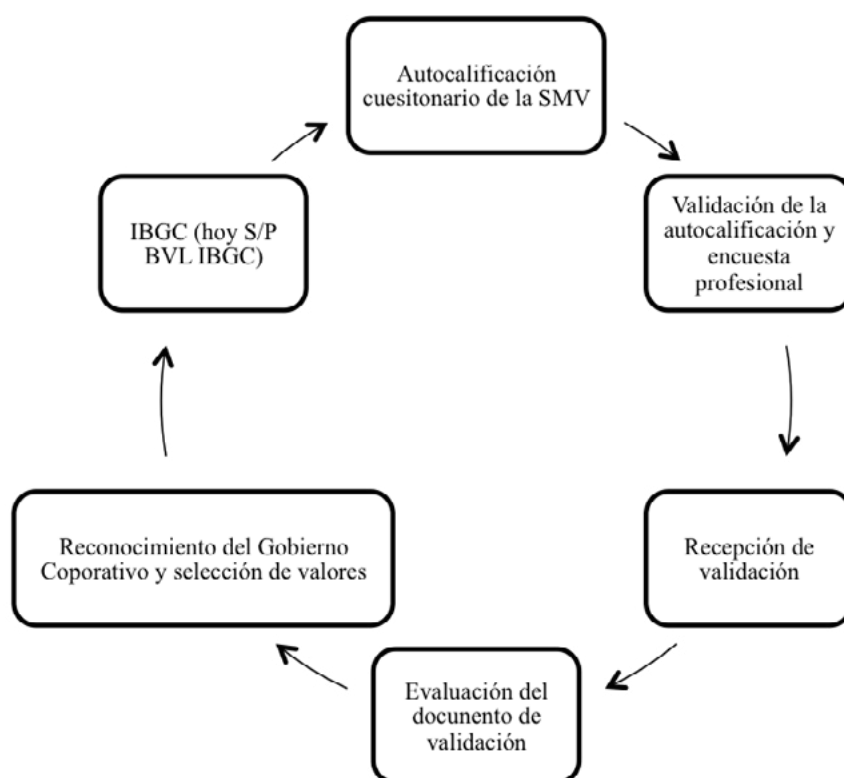 Autocalificación
cuesitonario de la SMV
Validación de la
autocalificación y
encuesta
profesional
Recepción de
validación
Evaluación del
docunento de
validación
Reconocimiento del Gobierno
Coporativo y selección de valores
IBGC (hoy S/P
BVL IBGC)